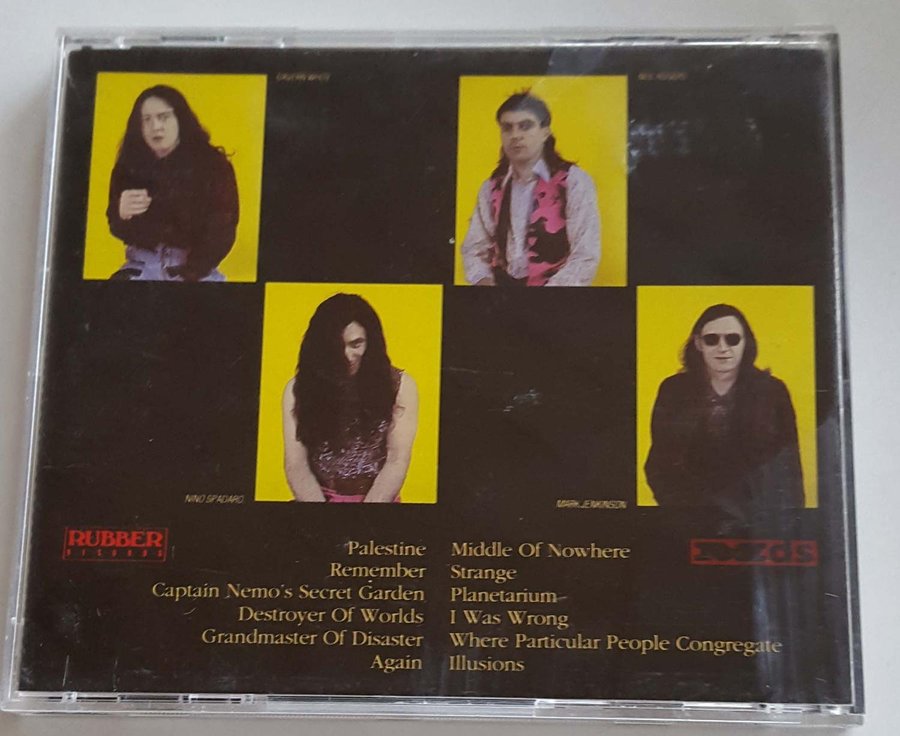 NINO SPADARO
MARK JENKINSON
RUBBER
records
Palestine
Remember
Captain Nemo's Secret Garden
Destroyer Of Worlds
Grandmaster Of Disaster
Again
Middle Of Nowhere
Strange
Planetarium
I Was Wrong
Where Particular People Congregate
Illusions